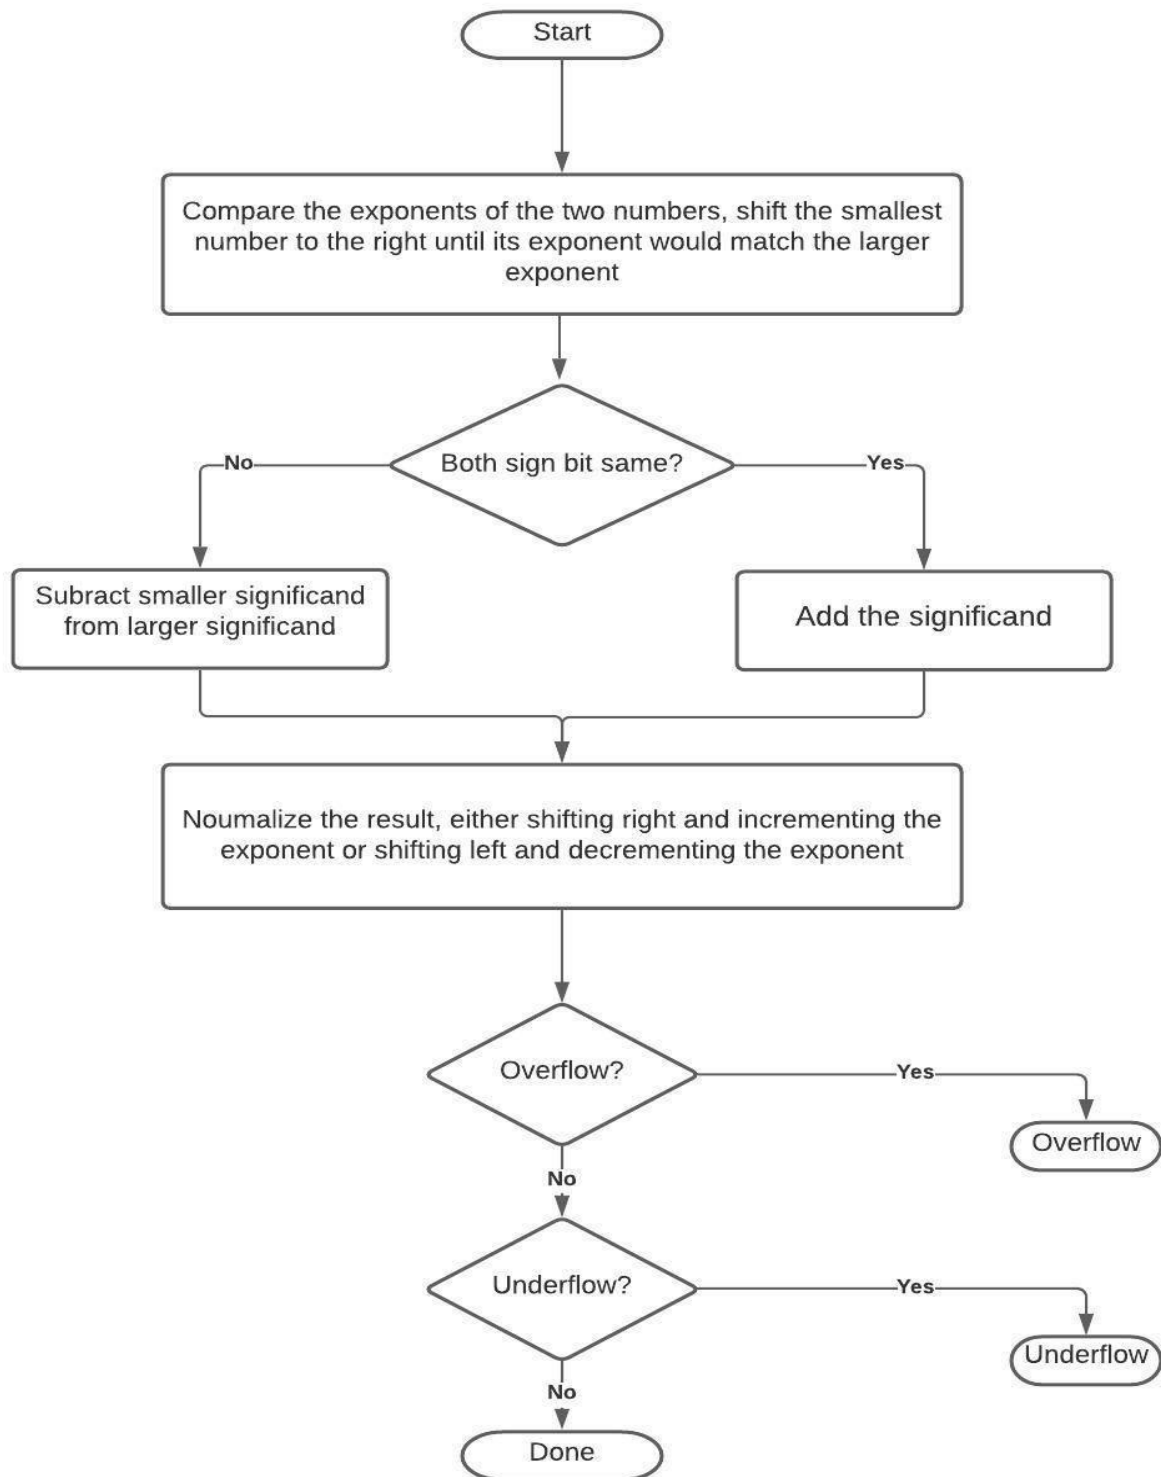 Start
Compare the exponents of the two numbers, shift the smallest
number to the right until its exponent would match the larger
exponent
Both sign bit same?
No
Yes
Subract smaller significand
from larger significand
Add the significand
Noumalize the result, either shifting right and incrementing the
exponent or shifting left and decrementing the exponent
Overflow?
Yes
Overflow
No
Underflow?
Yes
Underflow
No
Done